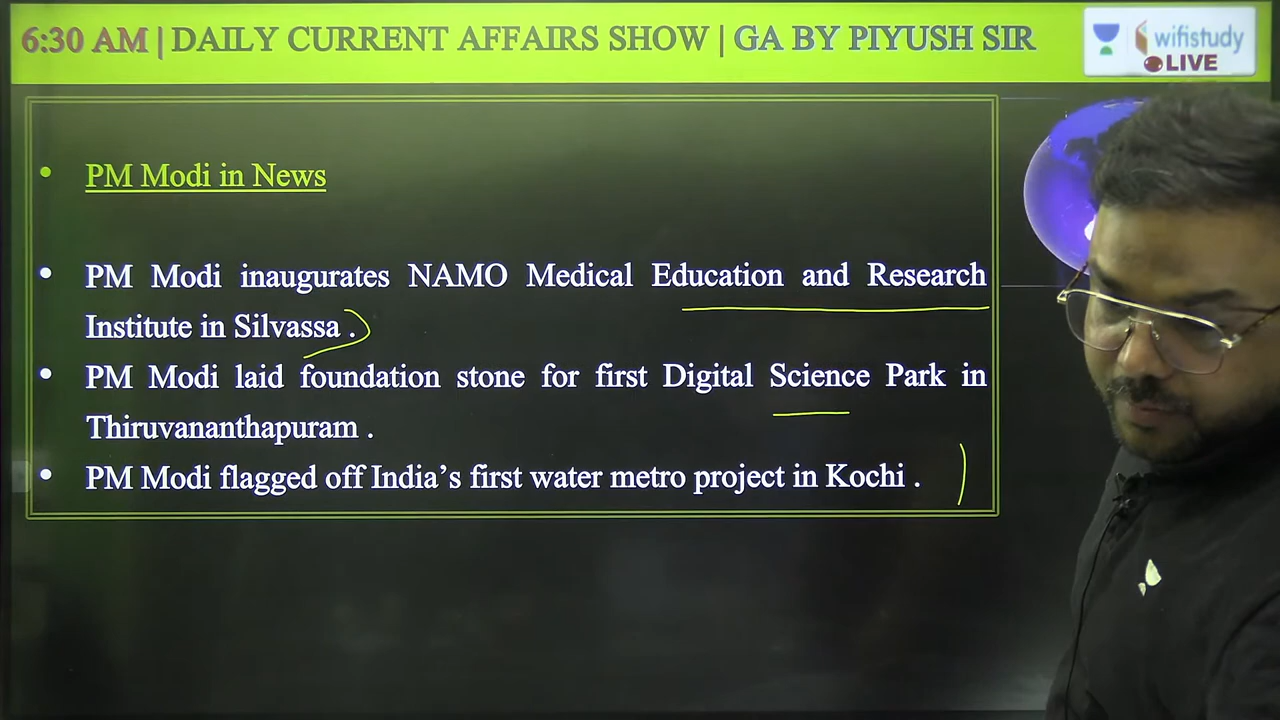 6:30 AM | DAILY CURRENT AFFAIRS SHOW | GA BY PIYUSH SIR
wifistudy
LIVE
• PM Modi in News
• PM Modi inaugurates NAMO Medical Education and Research
Institute in Silvassa .
• PM Modi laid foundation stone for first Digital Science Park in
Thiruvananthapuram .
• PM Modi flagged off India’s first water metro project in Kochi .